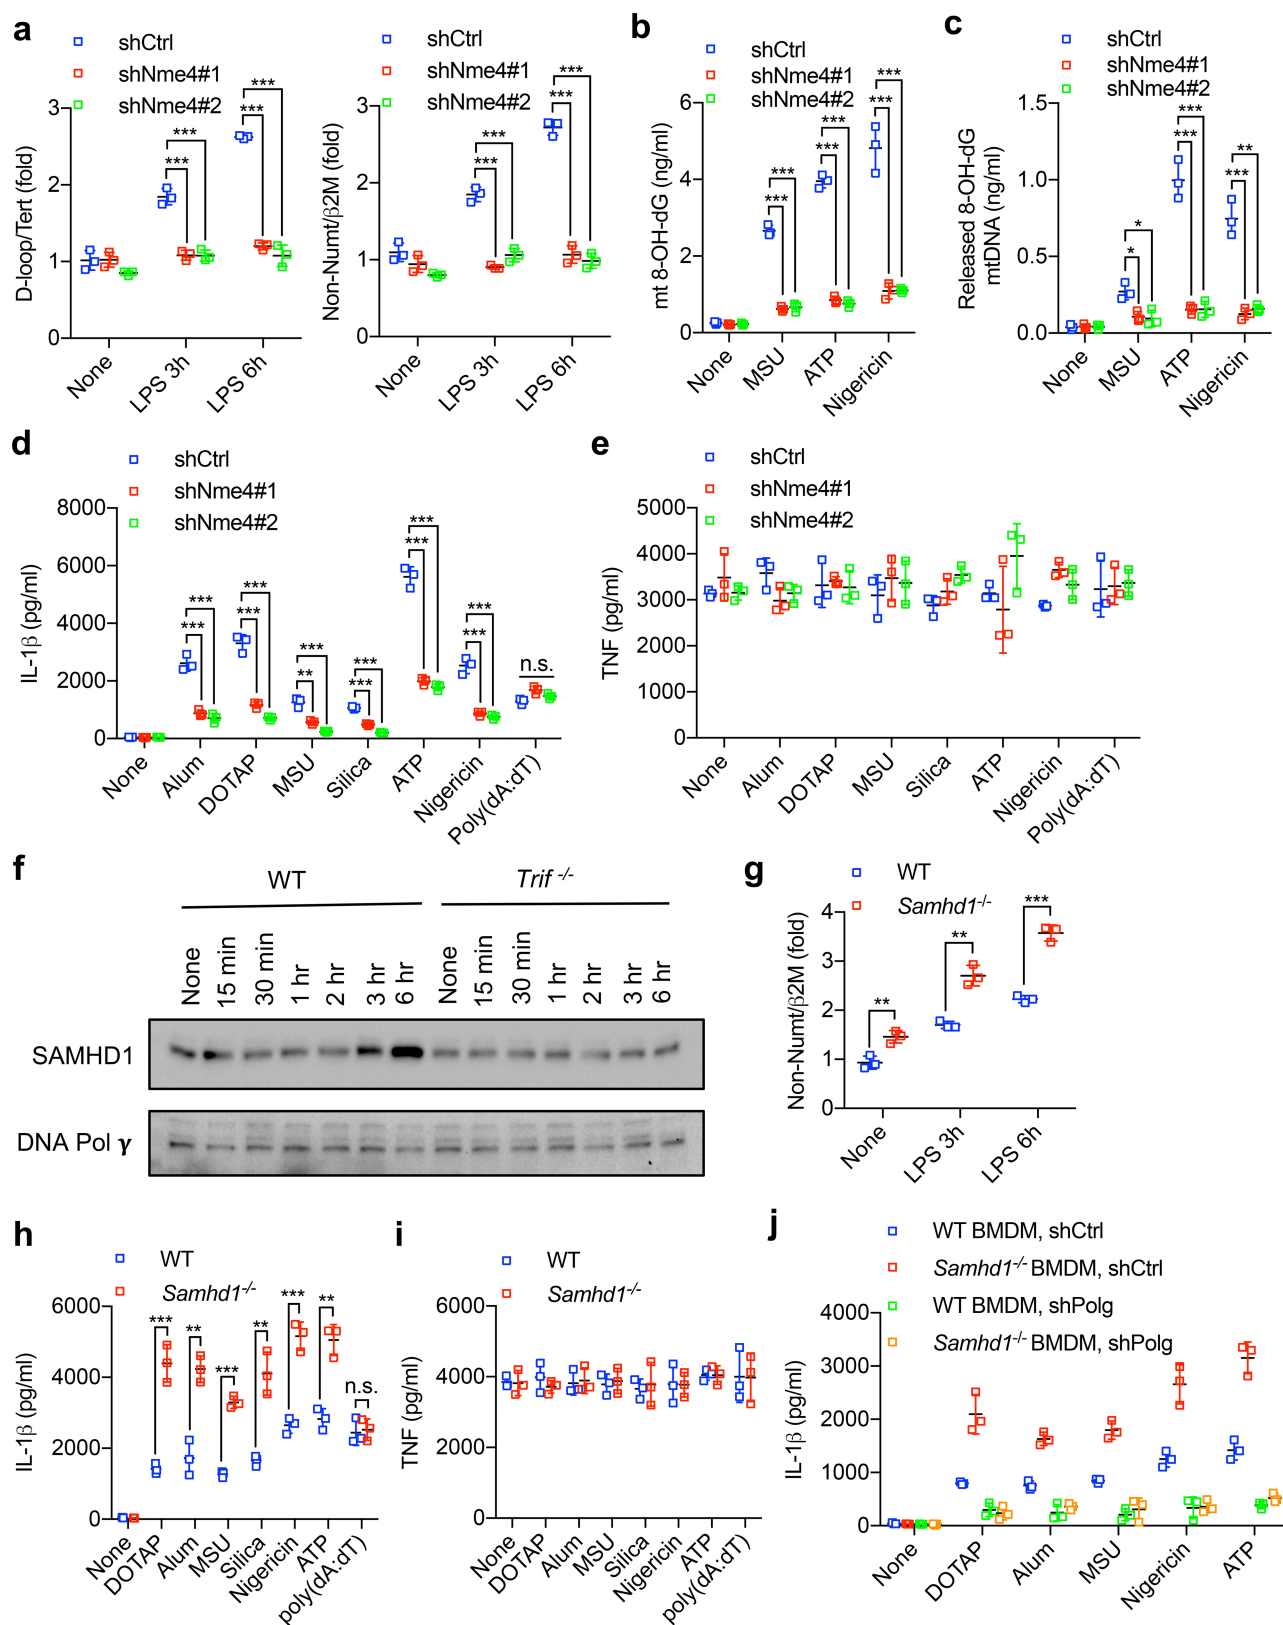 a
shCtrl
shNme4#1
shNme4#2
D-loop/Tert (fold)
3
2
1
0
***
***
***
***
None
LPS 3h
LPS 6h
shCtrl
shNme4#1
shNme4#2
Non-Numt/β2M (fold)
3
2
1
0
***
***
***
***
None
LPS 3h
LPS 6h
b
shCtrl
shNme4#1
shNme4#2
mt 8-OH-dG (ng/ml)
6
4
2
0
***
***
***
***
***
***
None
MSU
ATP
Nigericin
c
shCtrl
shNme4#1
shNme4#2
Released 8-OH-dG
mtDNA (ng/ml)
1.5
1.0
0.5
0.0
*
*
***
***
**
***
None
MSU
ATP
Nigericin
d
shCtrl
shNme4#1
shNme4#2
IL-1β (pg/ml)
8000
6000
4000
2000
0
***
***
***
***
***
**
***
***
***
***
***
***
n.s.
None
Alum
DOTAP
MSU
Silica
ATP
Nigericin
Poly(dA:dT)
e
shCtrl
shNme4#1
shNme4#2
TNF (pg/ml)
5000
4000
3000
2000
1000
0
None
Alum
DOTAP
MSU
Silica
ATP
Nigericin
Poly(dA:dT)
f
WT
Trif -/-
None
15 min
30 min
1 hr
2 hr
3 hr
6 hr
None
15 min
30 min
1 hr
2 hr
3 hr
6 hr
SAMHD1
DNA Pol γ
g
WT
Samhd1-/-
Non-Numt/β2M (fold)
4
3
2
1
0
**
**
***
None
LPS 3h
LPS 6h
h
WT
Samhd1-/-
IL-1β (pg/ml)
6000
4000
2000
0
***
**
***
**
***
**
n.s.
None
DOTAP
Alum
MSU
Silica
Nigericin
ATP
poly(dA:dT)
i
WT
Samhd1-/-
TNF (pg/ml)
6000
4000
2000
0
None
DOTAP
Alum
MSU
Silica
Nigericin
ATP
poly(dA:dT)
j
WT BMDM, shCtrl
Samhd1-/- BMDM, shCtrl
WT BMDM, shPolg
Samhd1-/- BMDM, shPolg
IL-1β (pg/ml)
4000
3000
2000
1000
0
None
DOTAP
Alum
MSU
Nigericin
ATP